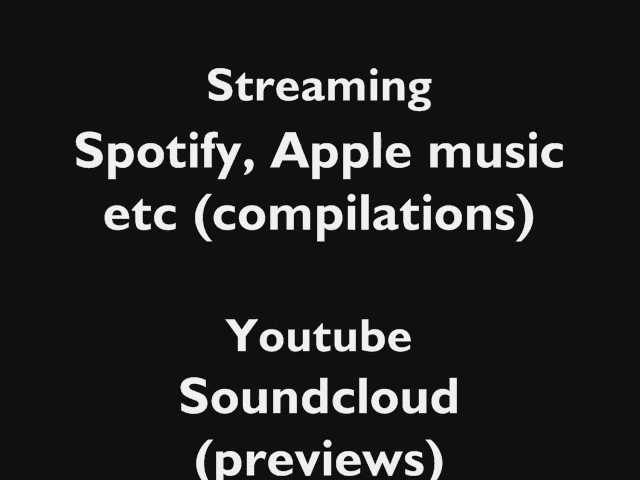 Streaming
Spotify, Apple music
etc (compilations)
Youtube
Soundcloud
(previews)